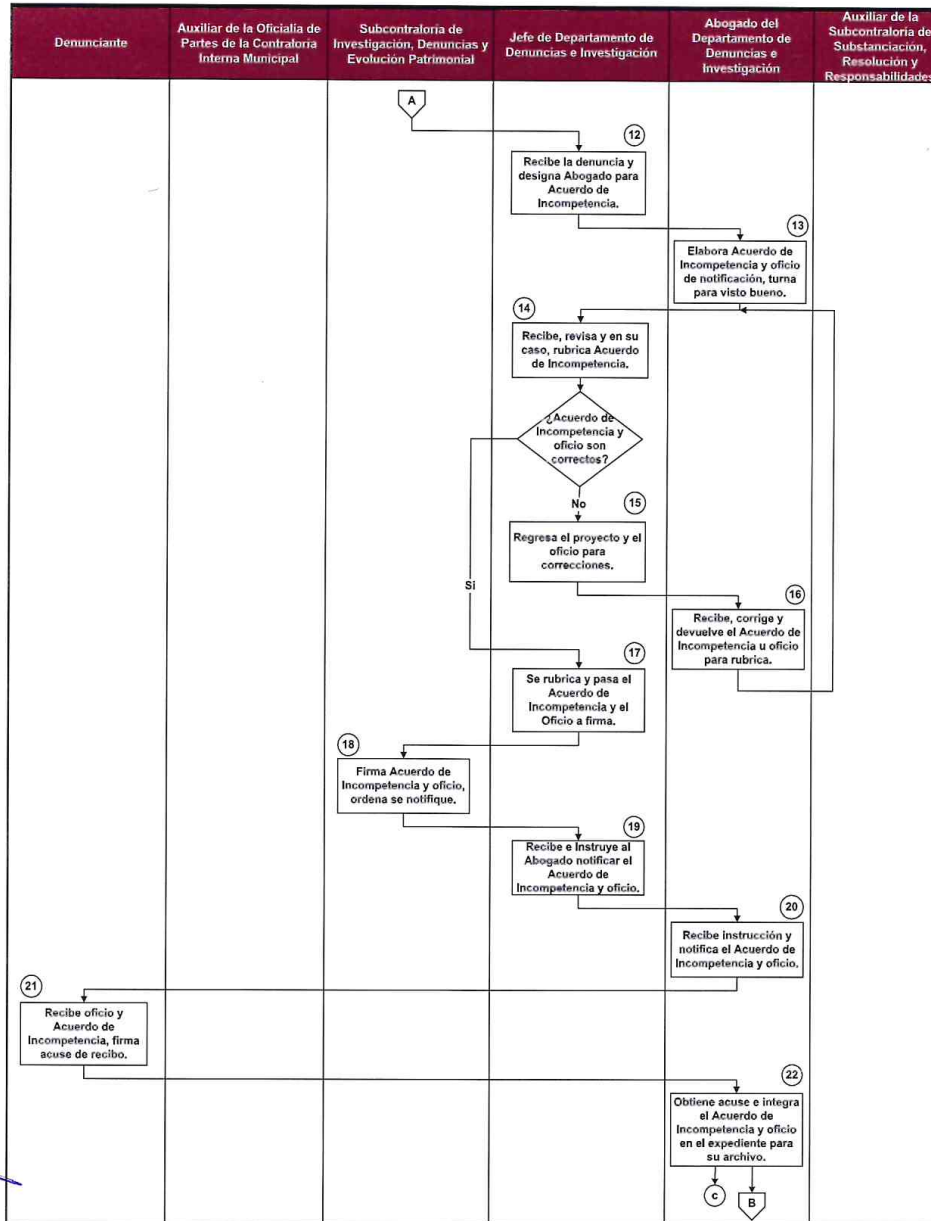 Denunciante
Auxiliar de la Oficialia de
Partes de la Contraloría
Interna Municipal
Subcontraloría de
Investigación, Denuncias y
Evolución Patrimonial
Jefe de Departamento de
Denuncias e Investigación
Abogado del
Departamento de
Denuncias e
Investigación
Auxiliar de la
Subcontraloría de
Substanciación,
Resolución y
Responsabilidades
A
12
Recibe la denuncia y
designa Abogado para
Acuerdo de
Incompetencia.
13
Elabora Acuerdo de
Incompetencia y oficio
de notificación, turna
para visto bueno.
14
Recibe, revisa y en su
caso, rubrica Acuerdo
de Incompetencia.
¿Acuerdo de
Incompetencia y
oficio son
correctos?
No
15
Regresa el proyecto y el
oficio para
correcciones.
Si
16
Recibe, corrige y
devuelve el Acuerdo de
Incompetencia u oficio
para rubrica.
17
Se rubrica y pasa el
Acuerdo de
Incompetencia y el
Oficio a firma.
18
Firma Acuerdo de
Incompetencia y oficio,
ordena se notifique.
19
Recibe e Instruye al
Abogado notificar el
Acuerdo de
Incompetencia y oficio.
20
Recibe instrucción y
notifica el Acuerdo de
Incompetencia y oficio.
21
Recibe oficio y
Acuerdo de
Incompetencia, firma
acuse de recibo.
22
Obtiene acuse e integra
el Acuerdo de
Incompetencia y oficio
en el expediente para
su archivo.
c
B